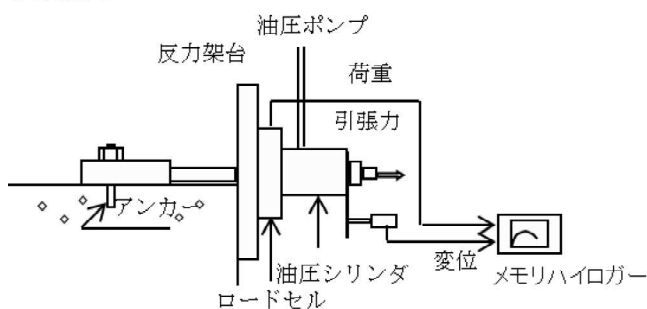 油圧ポンプ
反力架台
荷重
引張力
アンカー
油圧シリンダ
変位
メモリハイロガー
ロードセル